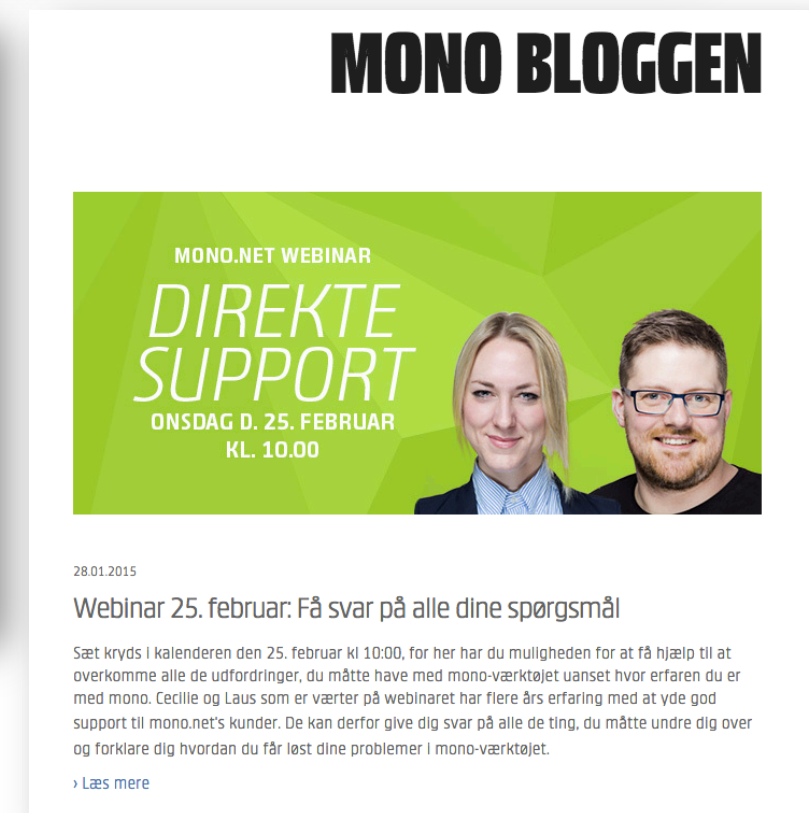 MONO BLOGGEN
MONO.NET WEBINAR
DIREKTE
SUPPORT
ONSDAG D. 25. FEBRUAR
KL. 10.00
28.01.2015
Webinar 25. februar: Få svar på alle dine spørgsmål
Sæt kryds i kalenderen den 25. februar kl 10:00, for her har du muligheden for at få hjælp til at
overkomme alle de udfordringer, du måtte have med mono-værktøjet uanset hvor erfaren du er
med mono. Cecilie og Laus som er værter på webinaret har flere års erfaring med at yde god
support til mono.net's kunder. De kan derfor give dig svar på alle de ting, du måtte undre dig over
og forklare dig hvordan du får løst dine problemer i mono-værktøjet.
› Læs mere